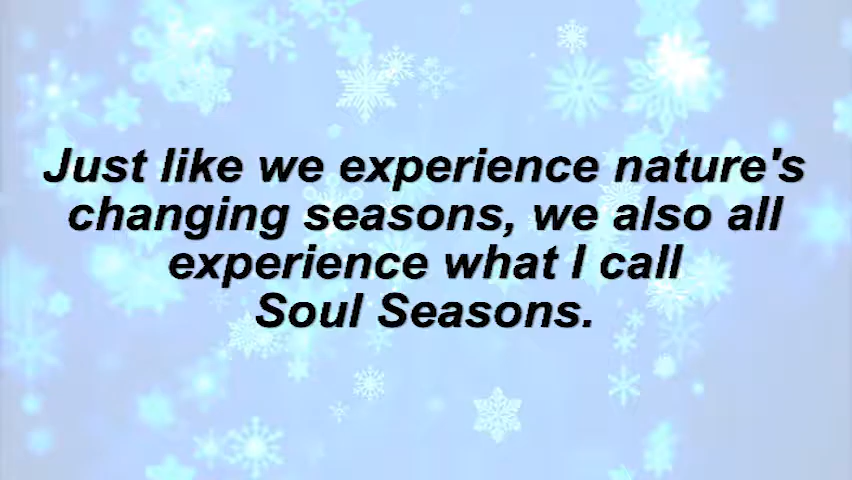 Just like we experience nature's
changing seasons, we also all
experience what I call
Soul Seasons.